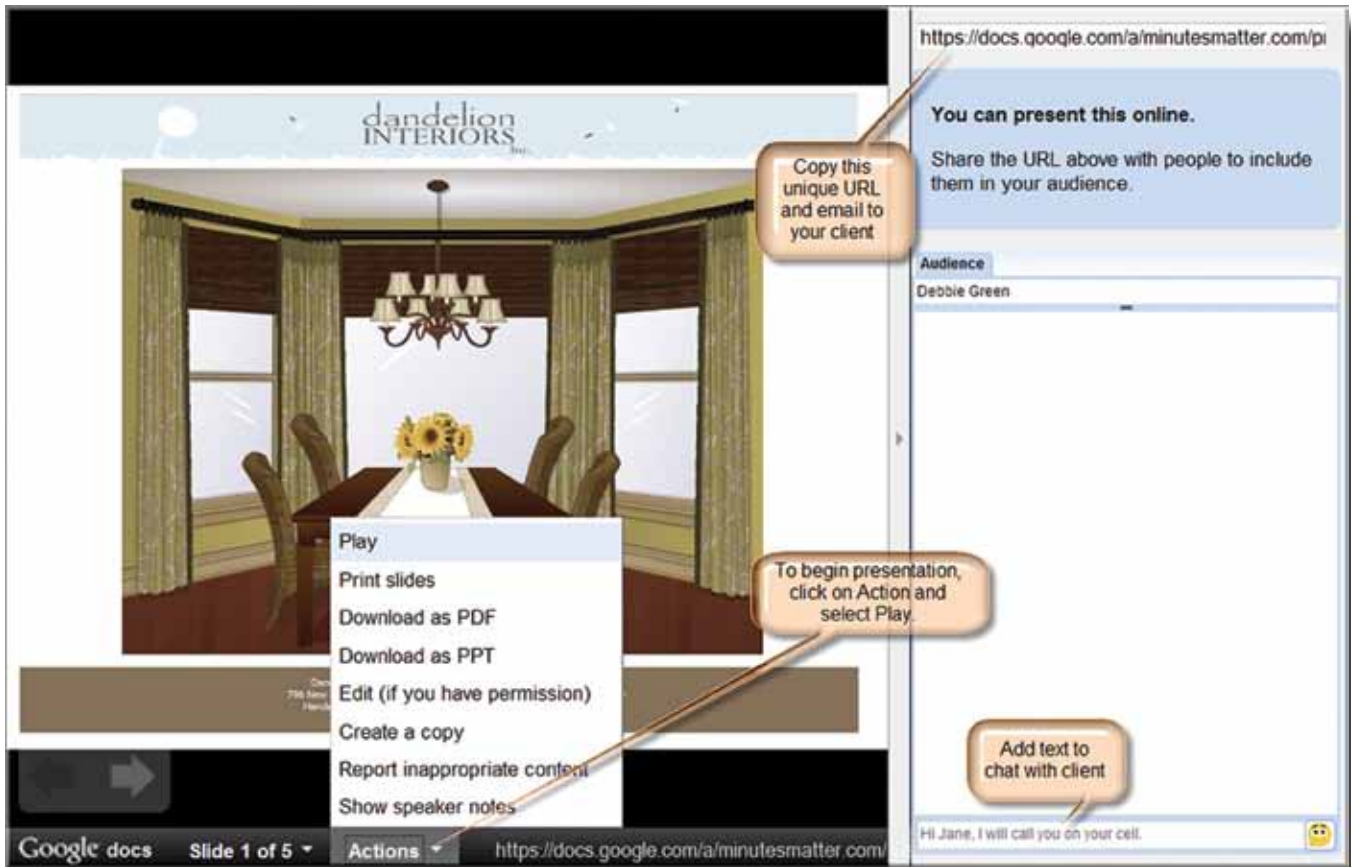 dandelion
INTERIORS
Inc.
https://docs.google.com/a/minutesmatter.com/pr
You can present this online.
Share the URL above with people to include
them in your audience.
Copy this
unique URL
and email to
your client
Audience
Debbie Green
Play
Print slides
Download as PDF
Download as PPT
Edit (if you have permission)
Create a copy
Report inappropriate content
Show speaker notes
To begin presentation,
click on Action and
select Play.
Add text to
chat with client
Hi Jane, I will call you on your cell.
Google docs
Slide 1 of 5
Actions
https://docs.google.com/a/minutesmatter.com/